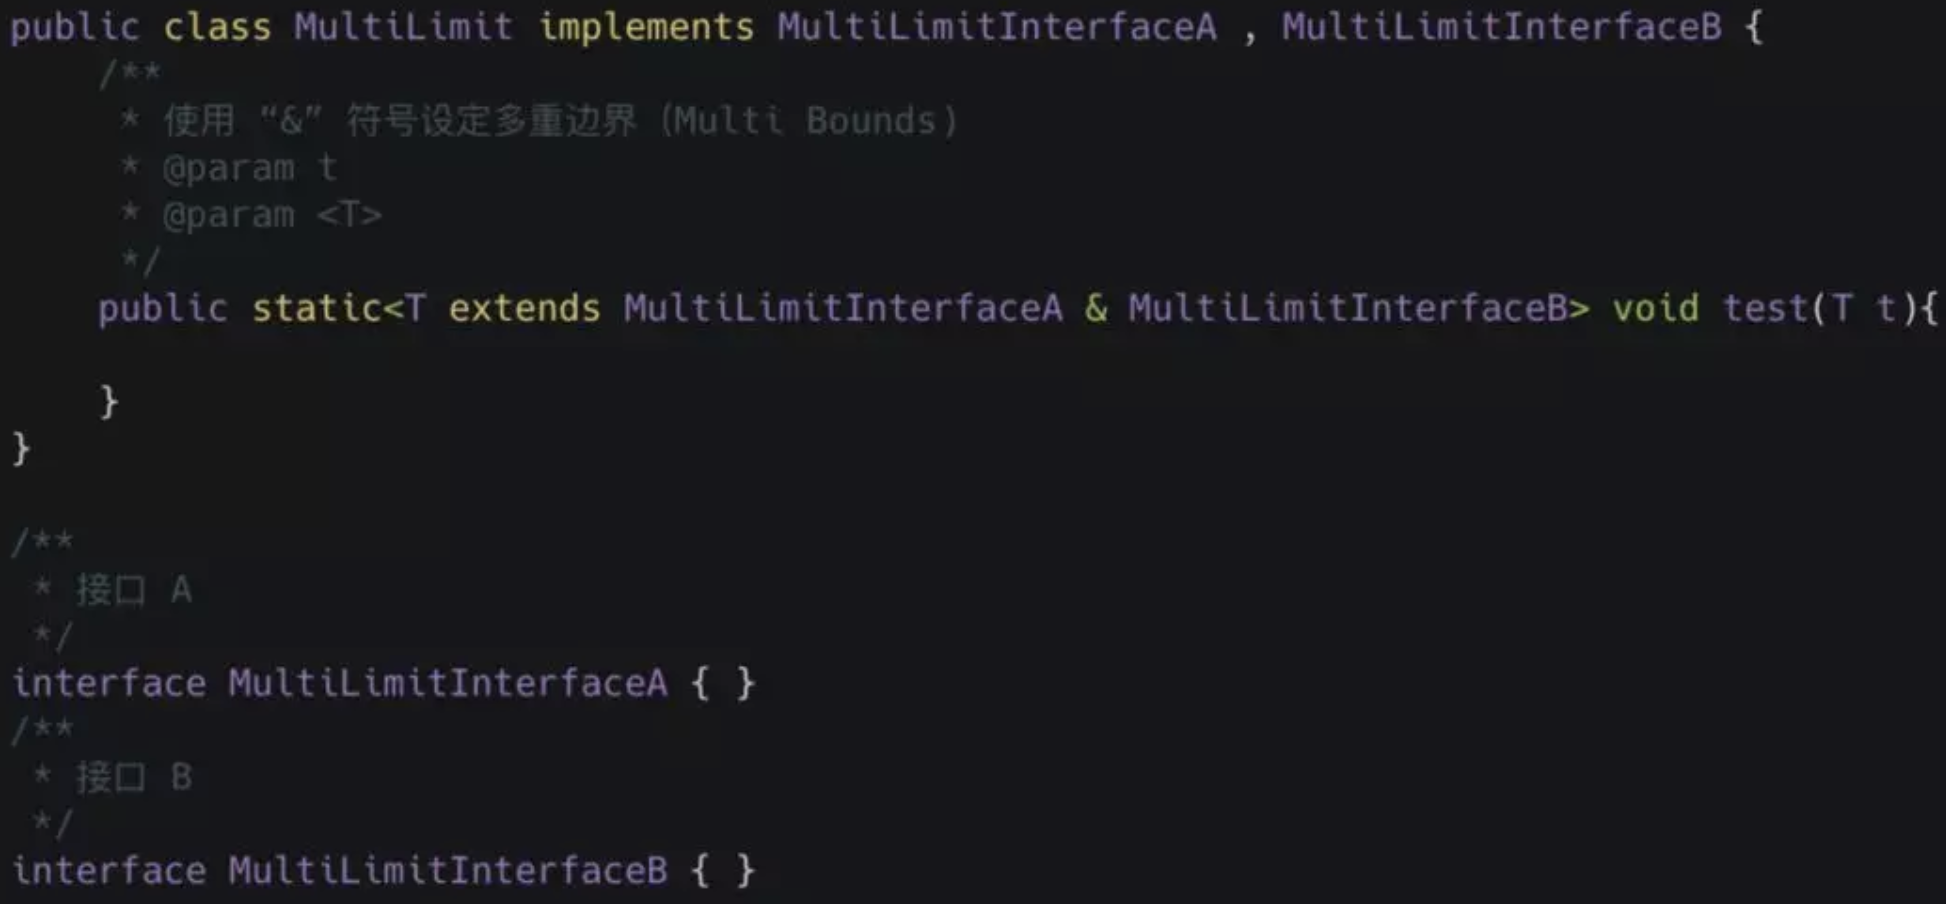 public class MultiLimit implements MultiLimitInterfaceA , MultiLimitInterfaceB {
    /**
     * 使用 “&” 符号设定多重边界（Multi Bounds)
     * @param t
     * @param <T>
     */
    public static<T extends MultiLimitInterfaceA & MultiLimitInterfaceB> void test(T t){

    }
}

/**
 * 接口 A
 */
interface MultiLimitInterfaceA { }
/**
 * 接口 B
 */
interface MultiLimitInterfaceB { }